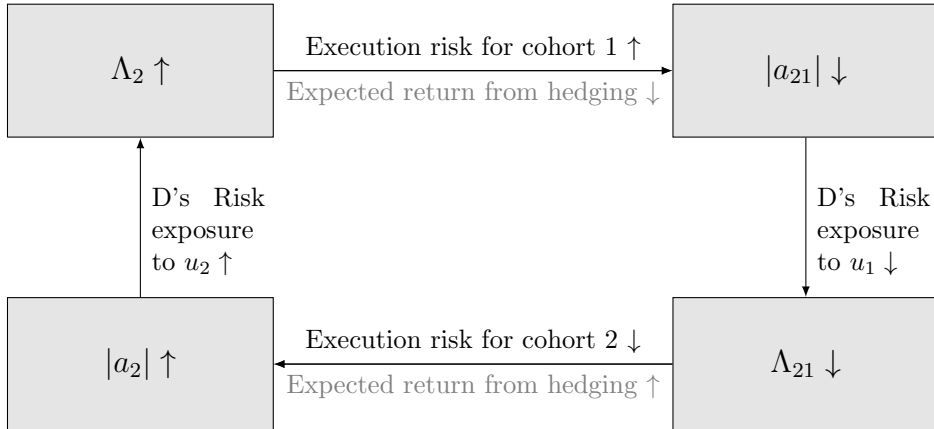 Λ₂ ↑
Execution risk for cohort 1 ↑
Expected return from hedging ↓
|a₂₁| ↓
D's Risk
exposure
to u₂ ↑
D's Risk
exposure
to u₁ ↓
|a₂| ↑
Execution risk for cohort 2 ↓
Expected return from hedging ↑
Λ₂₁ ↓